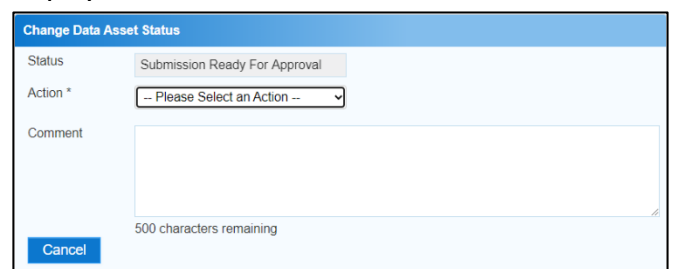 Change Data Asset Status
Status Submission Ready For Approval
Action * -- Please Select an Action --
Comment
500 characters remaining
Cancel